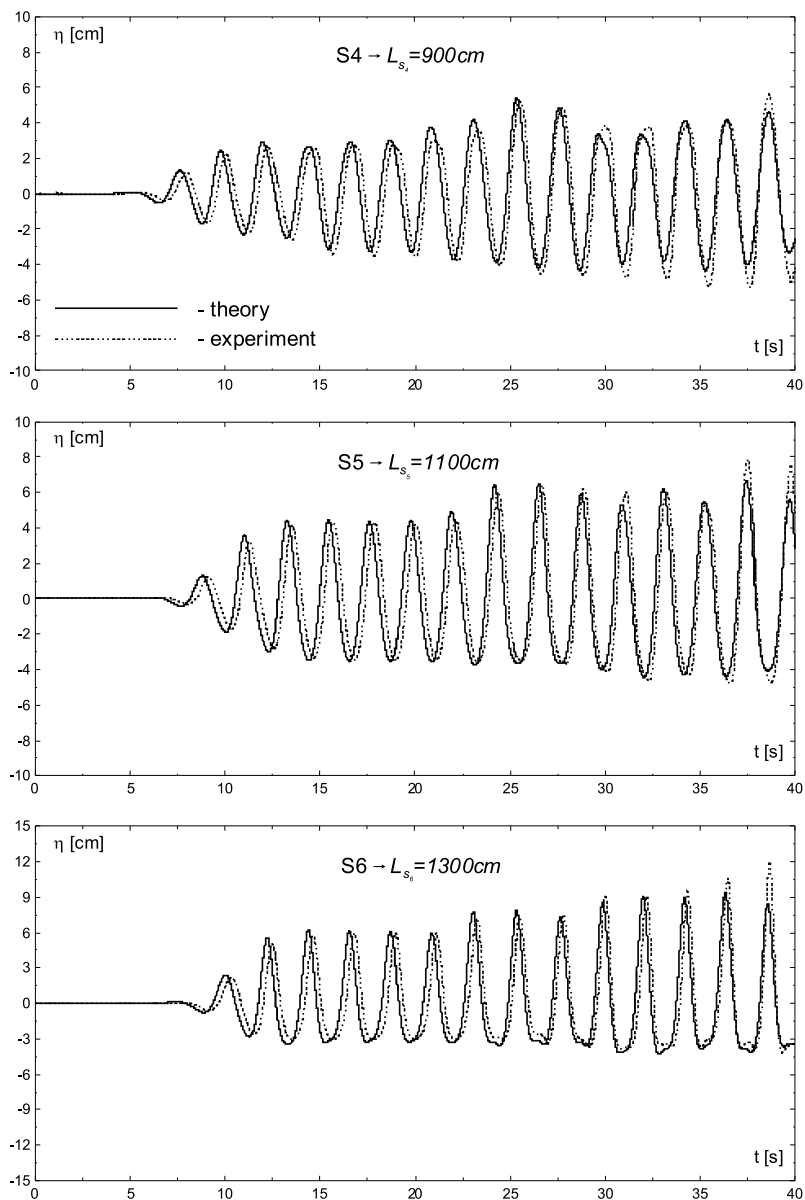 10
η [cm]
S4 → Lₛ₄=900cm
8
6
4
2
0
-2
-4
-6
-8
-10
- theory
- experiment
t [s]
0 5 10 15 20 25 30 35 40
10
η [cm]
S5 → Lₛ₅=1100cm
8
6
4
2
0
-2
-4
-6
-8
-10
t [s]
0 5 10 15 20 25 30 35 40
15
η [cm]
S6 → Lₛ₆=1300cm
12
9
6
3
0
-3
-6
-9
-12
-15
t [s]
0 5 10 15 20 25 30 35 40